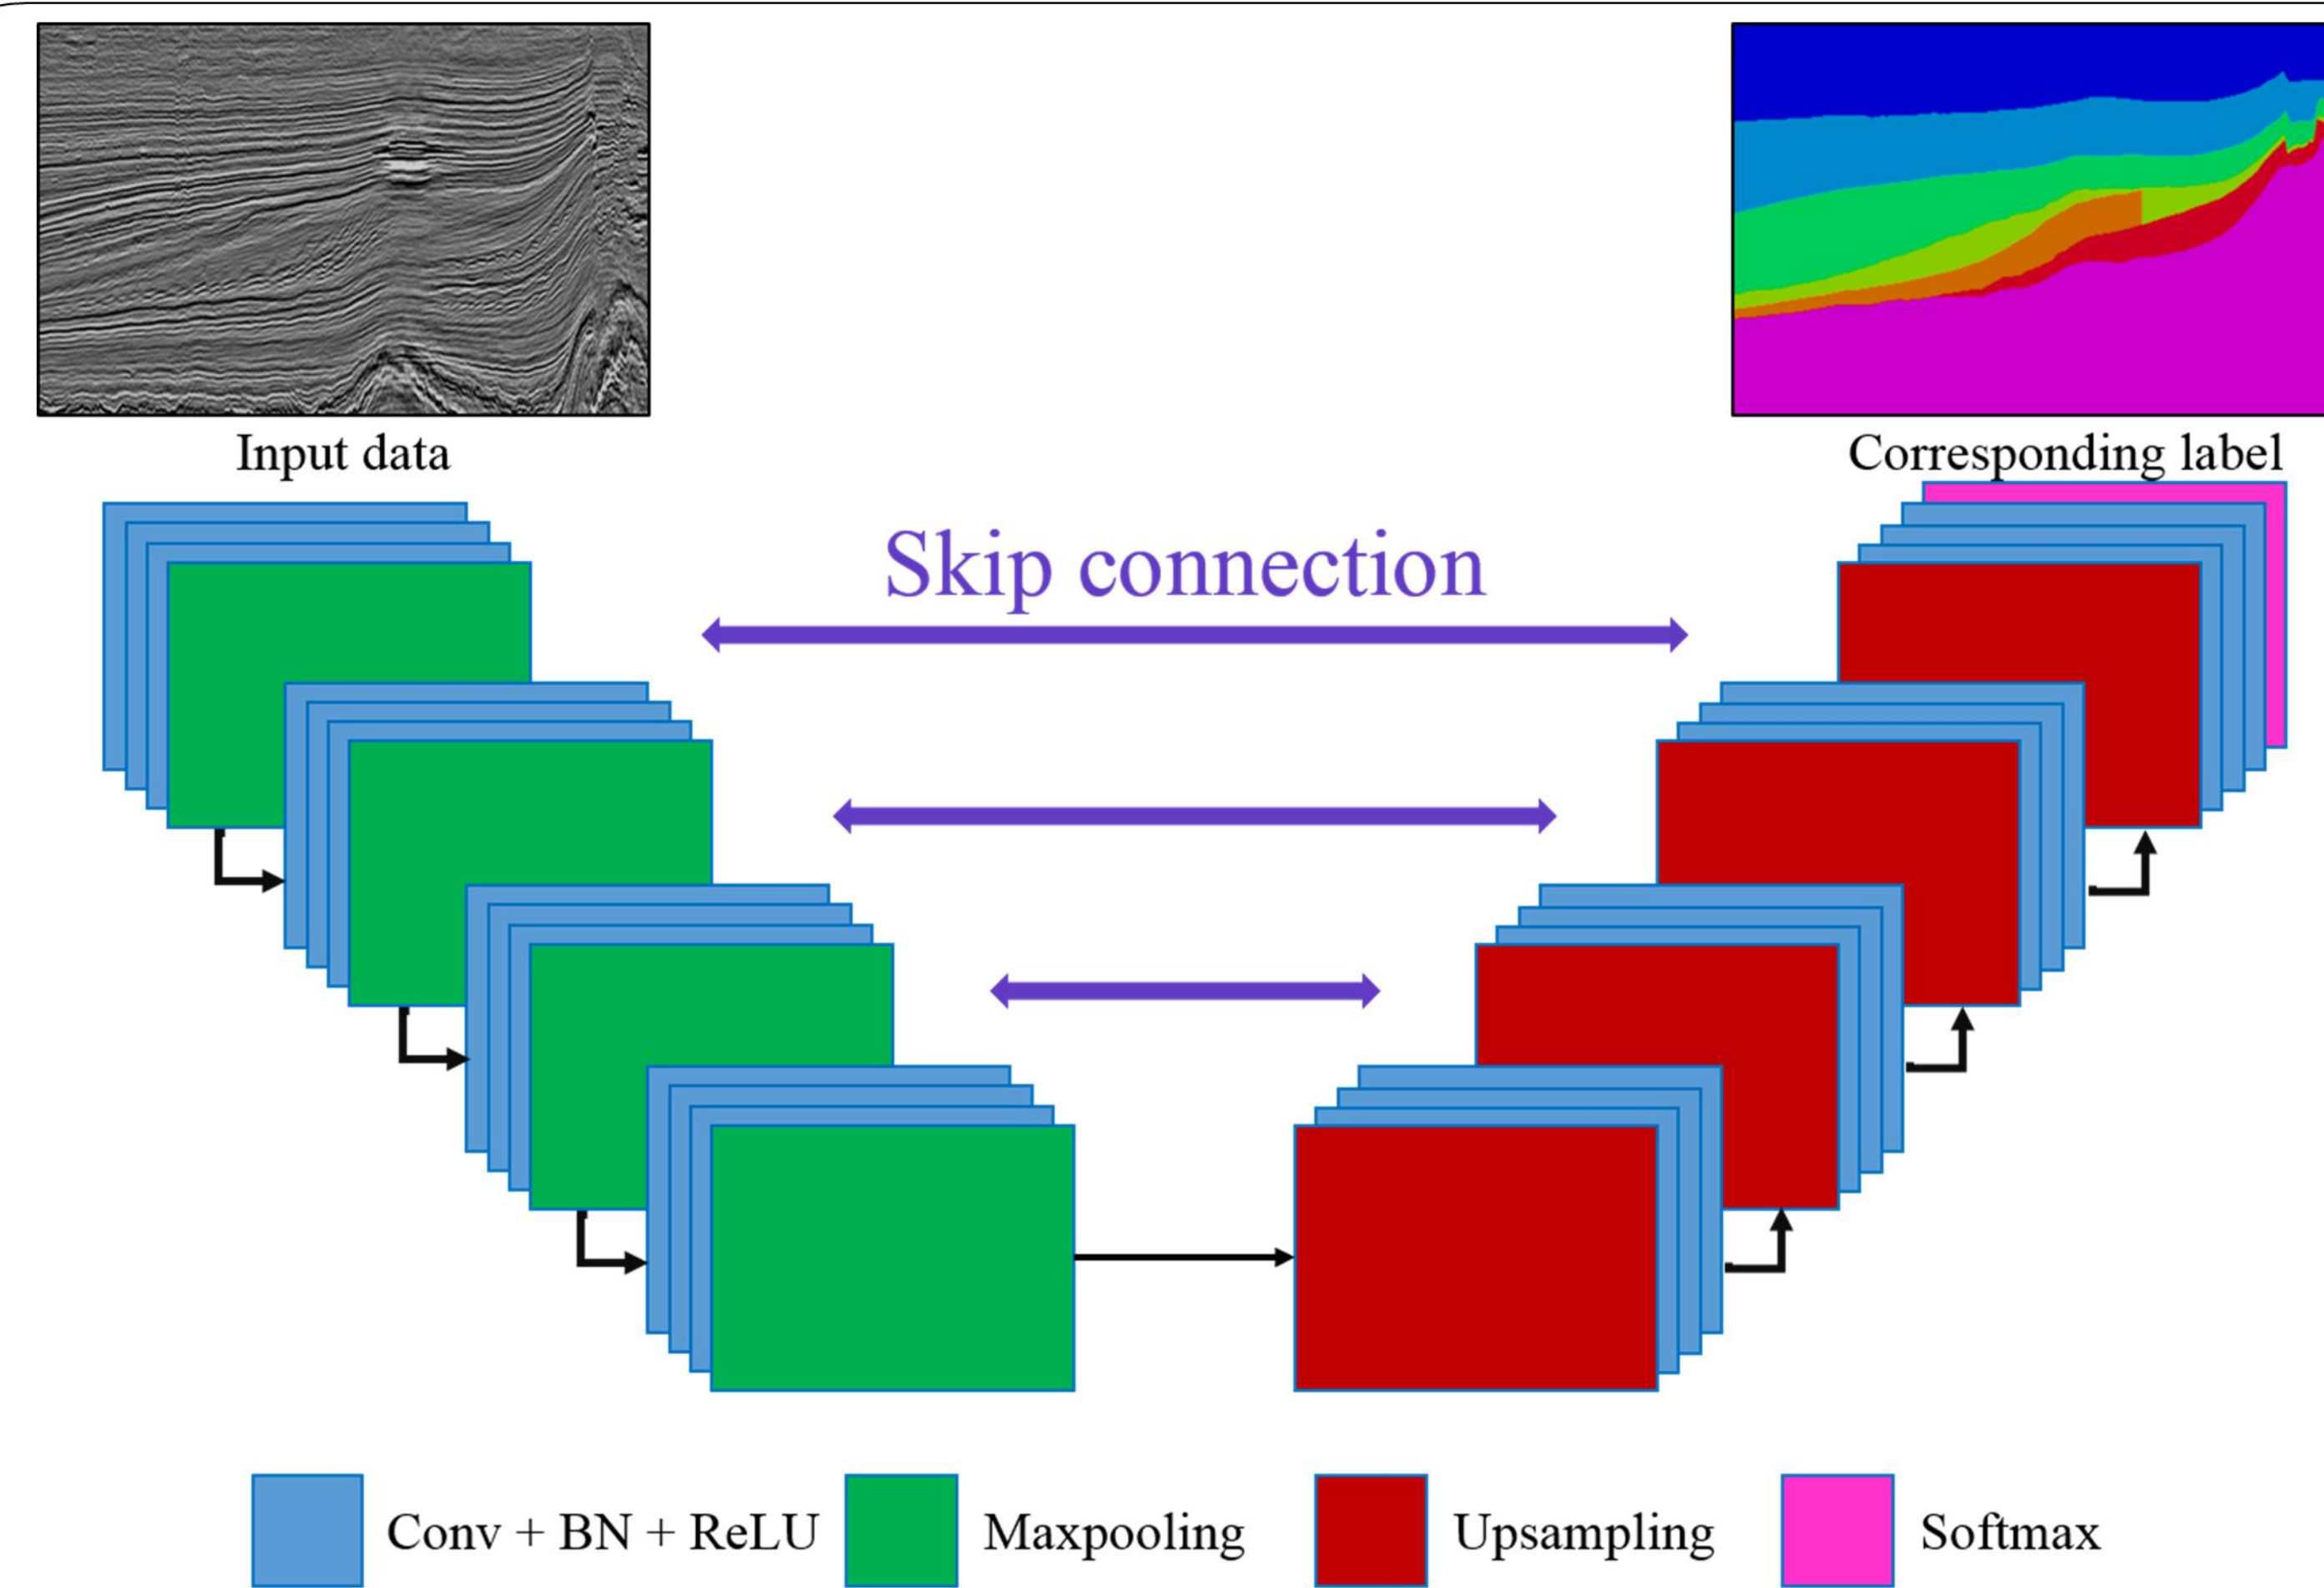 Input data
Corresponding label
Skip connection
Conv + BN + ReLU
Maxpooling
Upsampling
Softmax